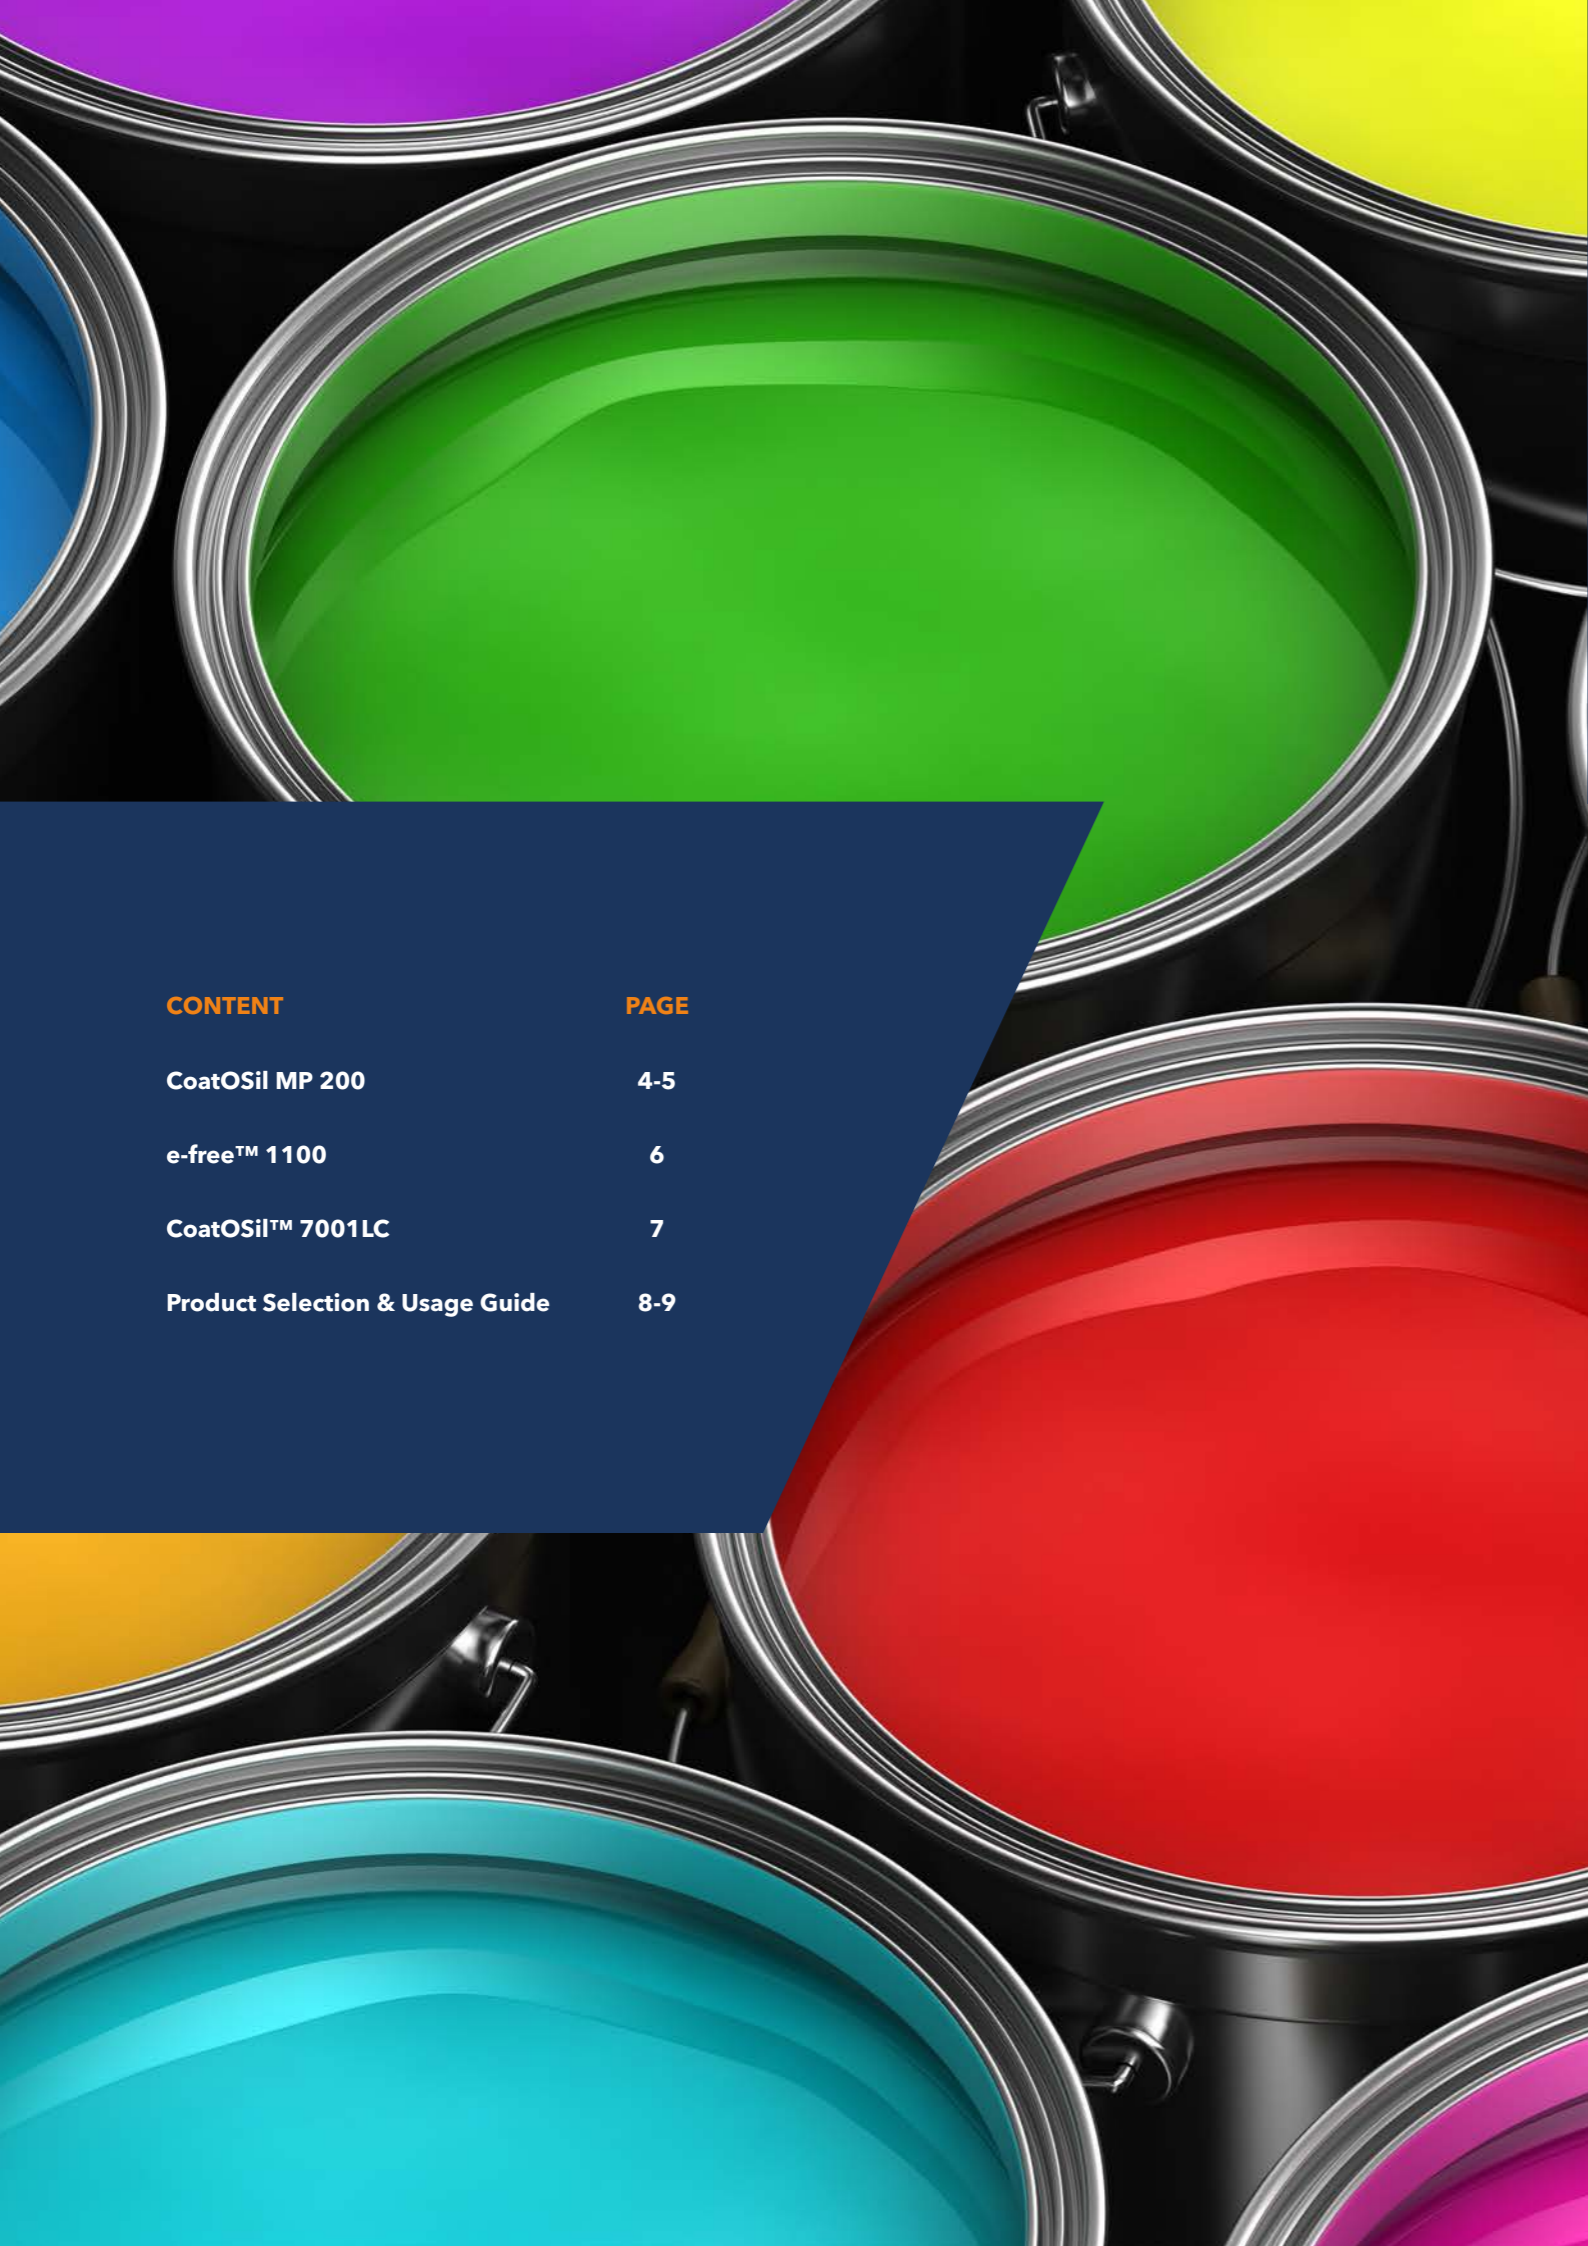 CONTENT PAGE
CoatOSil MP 200 4-5
e-free™ 1100 6
CoatOSil™ 7001LC 7
Product Selection & Usage Guide 8-9